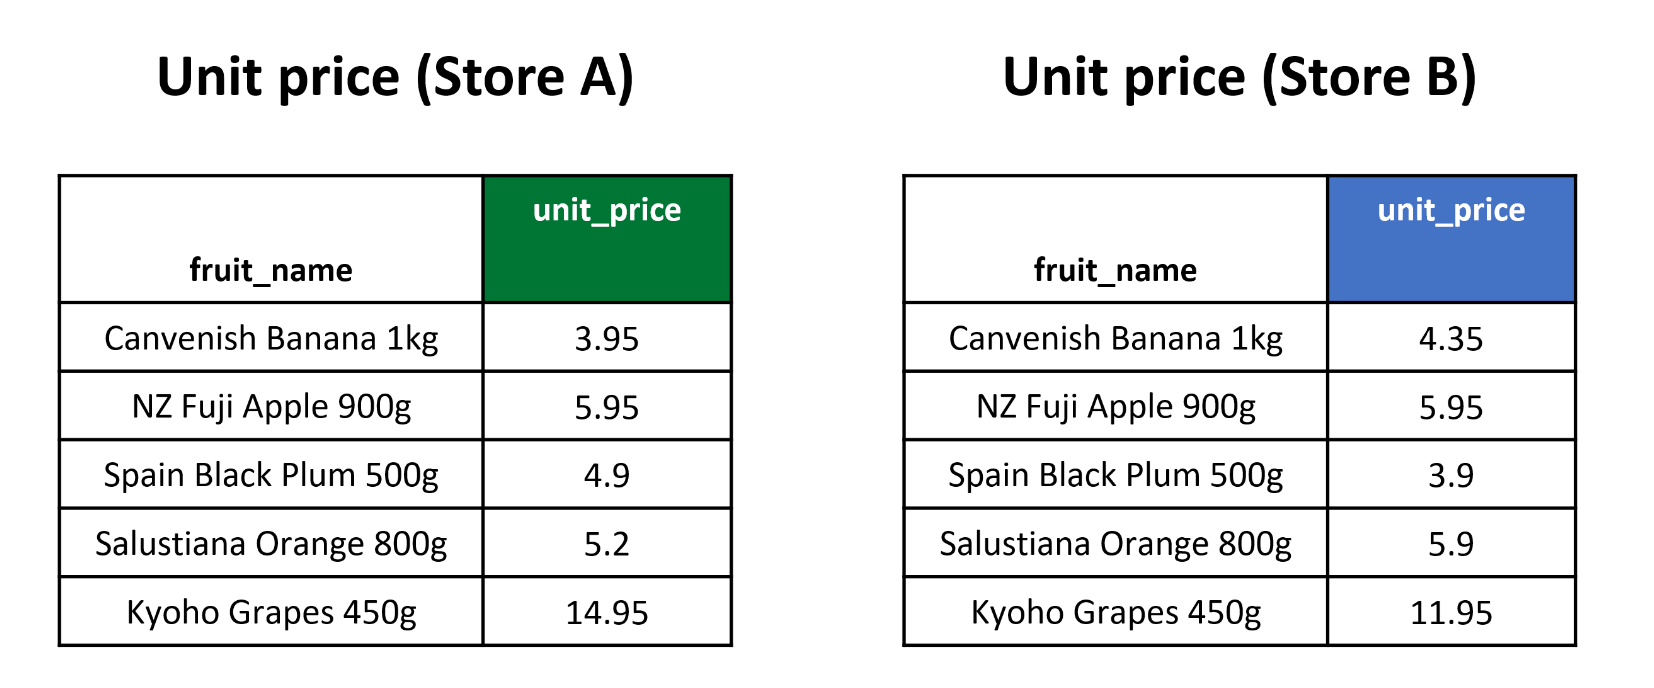 Unit price (Store A)
fruit_name unit_price
Canvenish Banana 1kg 3.95
NZ Fuji Apple 900g 5.95
Spain Black Plum 500g 4.9
Salustiana Orange 800g 5.2
Kyoho Grapes 450g 14.95
Unit price (Store B)
fruit_name unit_price
Canvenish Banana 1kg 4.35
NZ Fuji Apple 900g 5.95
Spain Black Plum 500g 3.9
Salustiana Orange 800g 5.9
Kyoho Grapes 450g 11.95